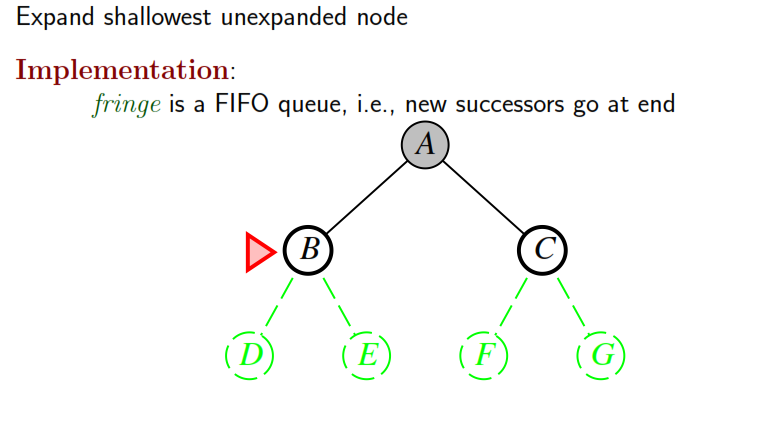 Expand shallowest unexpanded node
Implementation:
fringe is a FIFO queue, i.e., new successors go at end
A
B C
D E F G